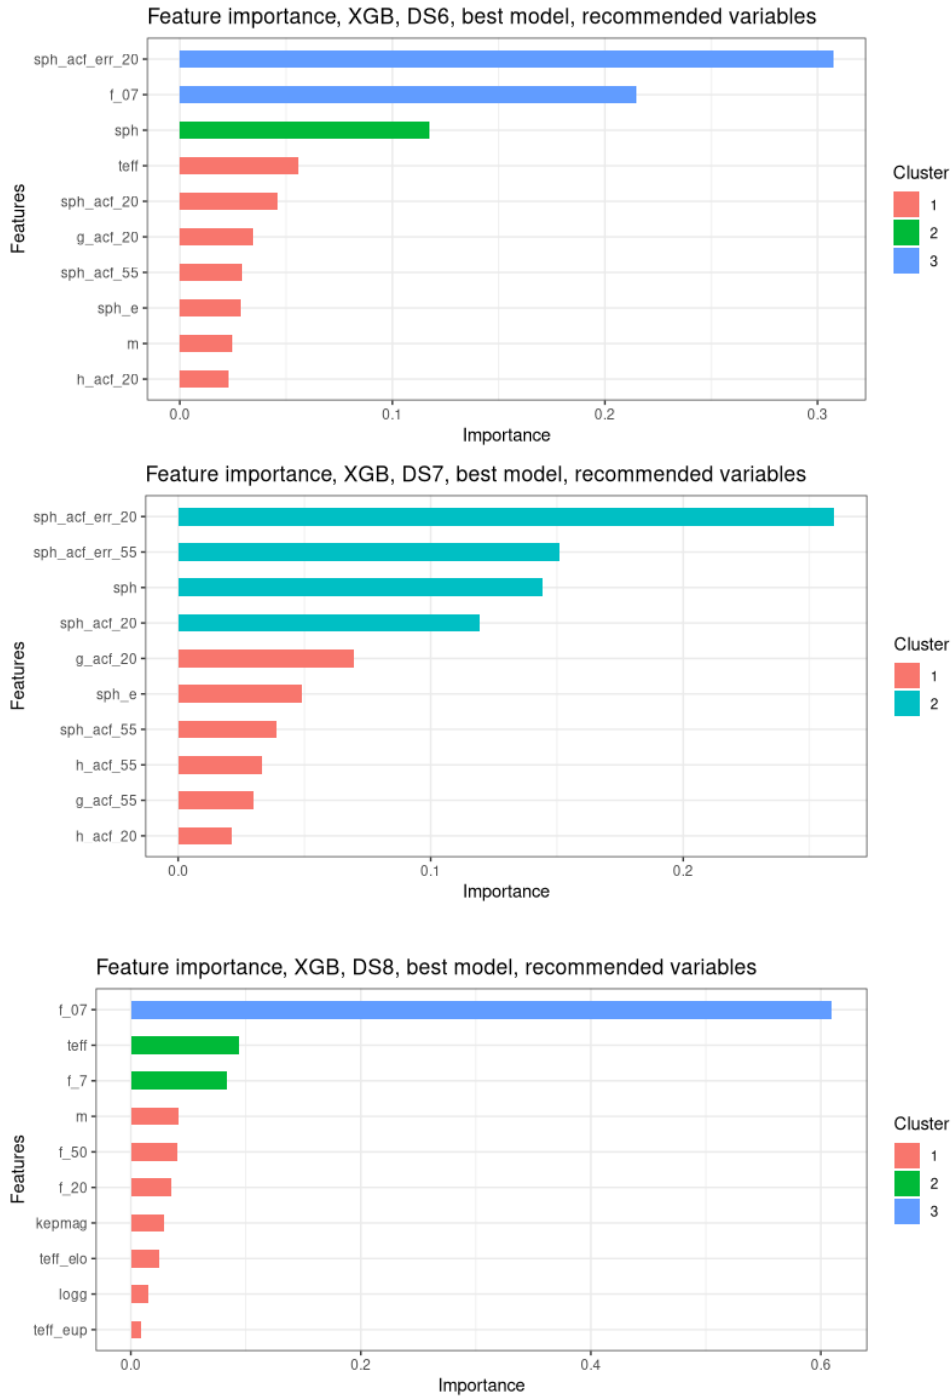 Feature importance, XGB, DS6, best model, recommended variables
sph_acf_err_20
f_07
sph
teff
sph_acf_20
g_acf_20
sph_acf_55
sph_e
m
h_acf_20
Features
0.0
0.1
0.2
0.3
Importance
Cluster
1
2
3
Feature importance, XGB, DS7, best model, recommended variables
sph_acf_err_20
sph_acf_err_55
sph
sph_acf_20
g_acf_20
sph_e
sph_acf_55
h_acf_55
g_acf_55
h_acf_20
Features
0.0
0.1
0.2
Importance
Cluster
1
2
Feature importance, XGB, DS8, best model, recommended variables
f_07
teff
f_7
m
f_50
f_20
kepmag
teff_elo
logg
teff_eup
Features
0.0
0.2
0.4
0.6
Importance
Cluster
1
2
3